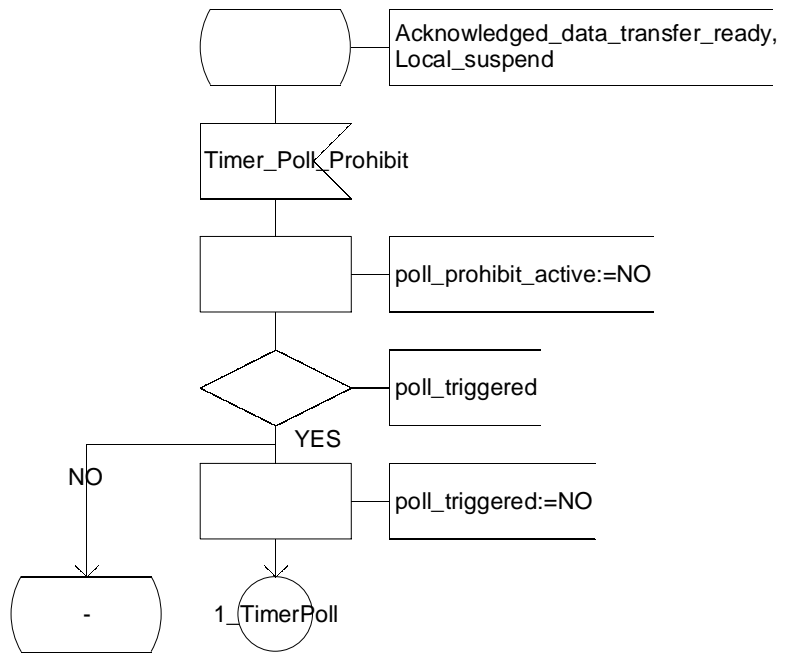 Acknowledged_data_transfer_ready,
Local_suspend
Timer_Poll_Prohibit
poll_prohibit_active:=NO
poll_triggered
YES
NO
poll_triggered:=NO
-
1_TimerPoll